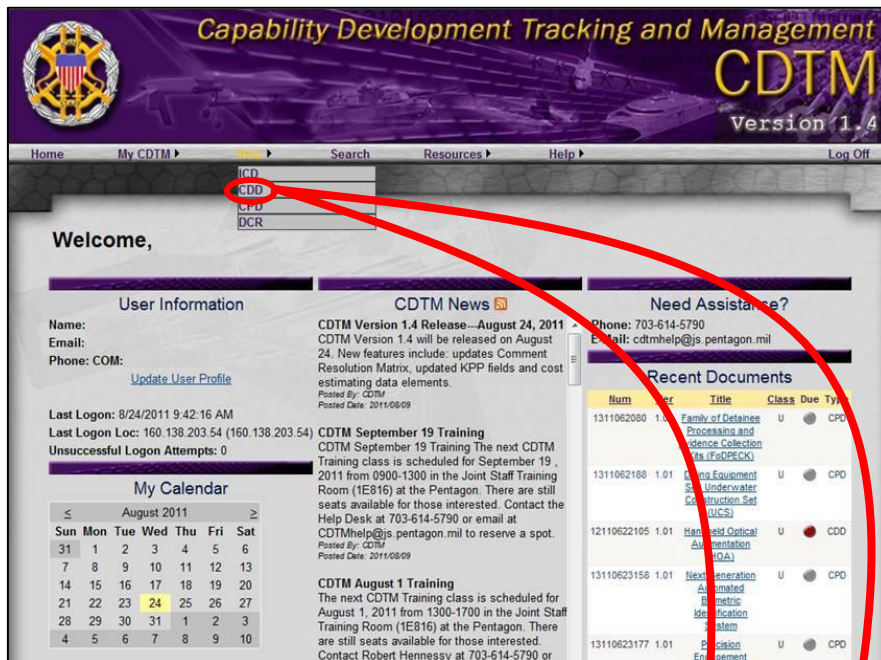 Capability Development Tracking and Management
CDTM
Version 1.4
Home My CDTM New Search Resources Help Log Off
ICD
CDD
CPD
DCR
Welcome,
User Information
Name:
Email:
Phone: COM:
Update User Profile
Last Logon: 8/24/2011 9:42:16 AM
Last Logon Loc: 160.138.203.54 (160.138.203.54)
Unsuccessful Logon Attempts: 0
My Calendar
< August 2011 >
Sun Mon Tue Wed Thu Fri Sat
31 1 2 3 4 5 6
7 8 9 10 11 12 13
14 15 16 17 18 19 20
21 22 23 24 25 26 27
28 29 30 31 1 2 3
4 5 6 7 8 9 10
CDTM News
CDTM Version 1.4 Release---August 24, 2011
CDTM Version 1.4 will be released on August
24. New features include: updates Comment
Resolution Matrix, updated KPP fields and cost
estimating data elements.
Posted By: CDTM
Posted Date: 2011/08/09
CDTM September 19 Training
CDTM September 19 Training The next CDTM
Training class is scheduled for September 19 ,
2011 from 0900-1300 in the Joint Staff Training
Room (1E816) at the Pentagon. There are still
seats available for those interested. Contact the
Help Desk at 703-614-5790 or email at
CDTMhelp@js.pentagon.mil to reserve a spot.
Posted By: CDTM
Posted Date: 2011/08/09
CDTM August 1 Training
The next CDTM Training class is scheduled for
August 1, 2011 from 1300-1700 in the Joint Staff
Training Room (1E816) at the Pentagon. There
are still seats available for those interested.
Contact Robert Hennessy at 703-614-5790 or
Need Assistance?
Phone: 703-614-5790
E-Mail: cdtmhelp@js.pentagon.mil
Recent Documents
Num Ver Title Class Due Type
1311062080 1.01 Family of Detainee U CPD
Processing and
Evidence Collection
Kits (FoDPECK)
1311062188 1.01 Diving Equipment U CPD
Set Underwater
Construction Set
(UCS)
12110622105 1.01 Handheld Optical U CDD
Augmentation
(HOA)
13110623158 1.01 Next Generation U CPD
Automated
Biometric
Identification
System
13110623177 1.01 Precision U CPD
Engagement